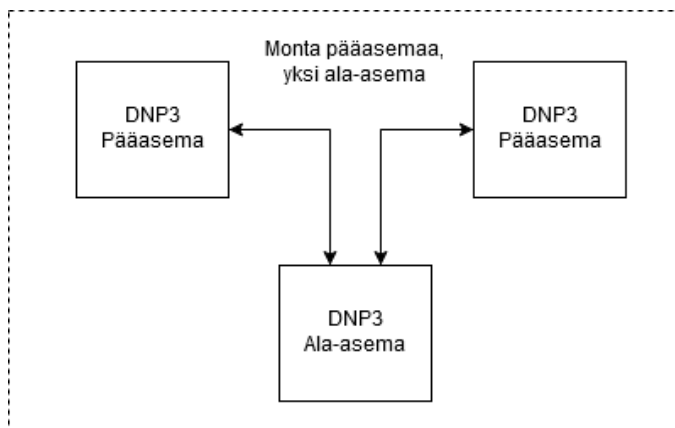 Monta pääasemaa,
yksi ala-asema
DNP3
Pääasema
DNP3
Pääasema
DNP3
Ala-asema